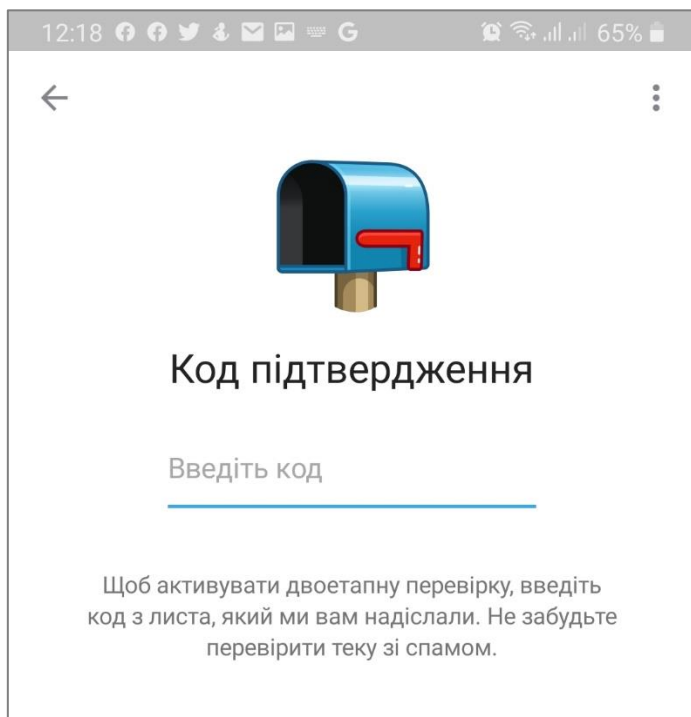 12:18 65%
Код підтвердження
Введіть код
Щоб активувати двоетапну перевірку, введіть
код з листа, який ми вам надіслали. Не забудьте
перевірити теку зі спамом.